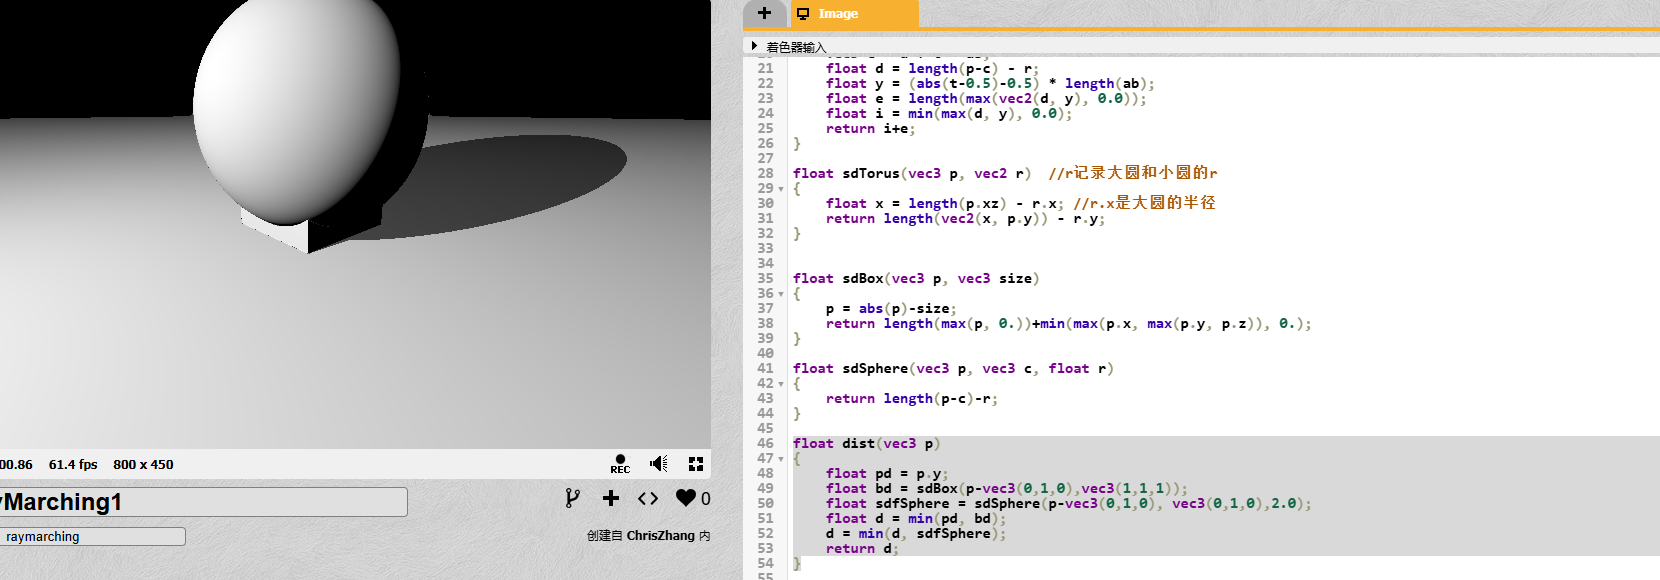 Image
着色器输入
21 float d = length(p-c) - r;
22 float y = (abs(t-0.5)-0.5) * length(ab);
23 float e = length(max(vec2(d, y), 0.0));
24 float i = min(max(d, y), 0.0);
25 return i+e;
26 }
27
28 float sdTorus(vec3 p, vec2 r)  //r记录大圆和小圆的r
29 {
30 float x = length(p.xz) - r.x; //r.x是大圆的半径
31 return length(vec2(x, p.y)) - r.y;
32 }
33
34
35 float sdBox(vec3 p, vec3 size)
36 {
37 p = abs(p)-size;
38 return length(max(p, 0.))+min(max(p.x, max(p.y, p.z)), 0.);
39 }
40
41 float sdSphere(vec3 p, vec3 c, float r)
42 {
43 return length(p-c)-r;
44 }
45
46 float dist(vec3 p)
47 {
48 float pd = p.y;
49 float bd = sdBox(p-vec3(0,1,0),vec3(1,1,1));
50 float sdfSphere = sdSphere(p-vec3(0,1,0), vec3(0,1,0),2.0);
51 float d = min(pd, bd);
52 d = min(d, sdfSphere);
53 return d;
54 }
55
00.86 61.4 fps 800 x 450
REC
yMarching1
0
raymarching
创建自 ChrisZhang 内